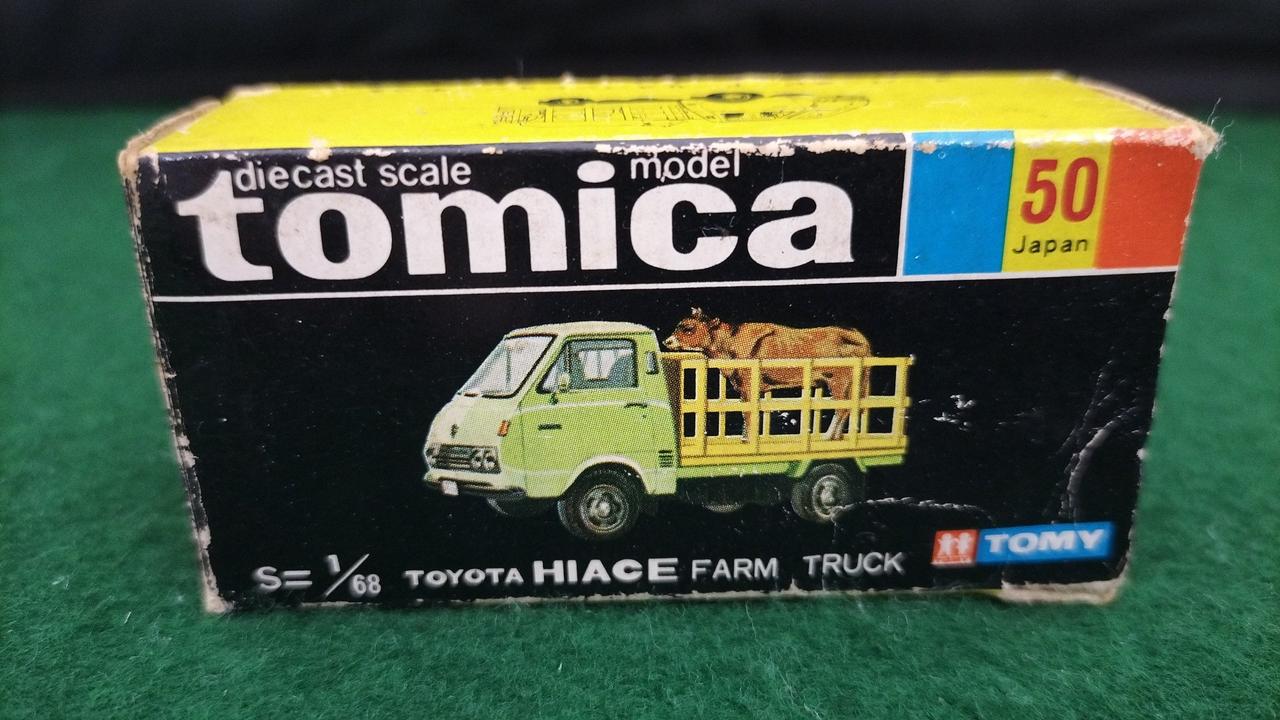 diecast scale model
tomica
50
Japan
S=1/68 TOYOTA HIACE FARM TRUCK
TOMY